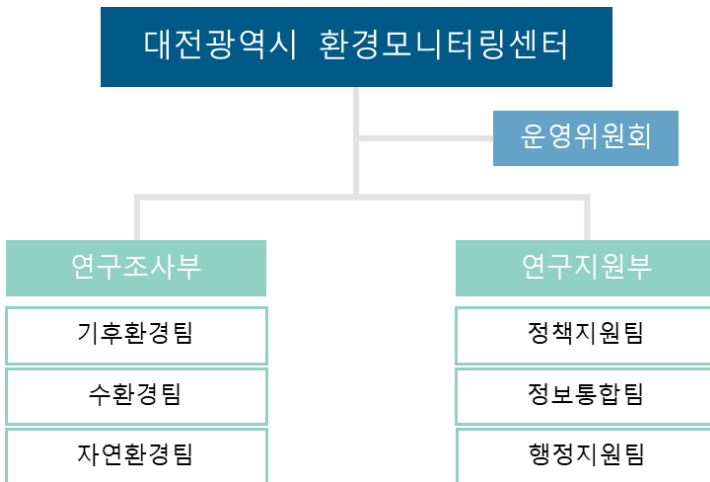 대전광역시 환경모니터링센터
운영위원회
연구조사부
기후환경팀
수환경팀
자연환경팀
연구지원부
정책지원팀
정보통합팀
행정지원팀